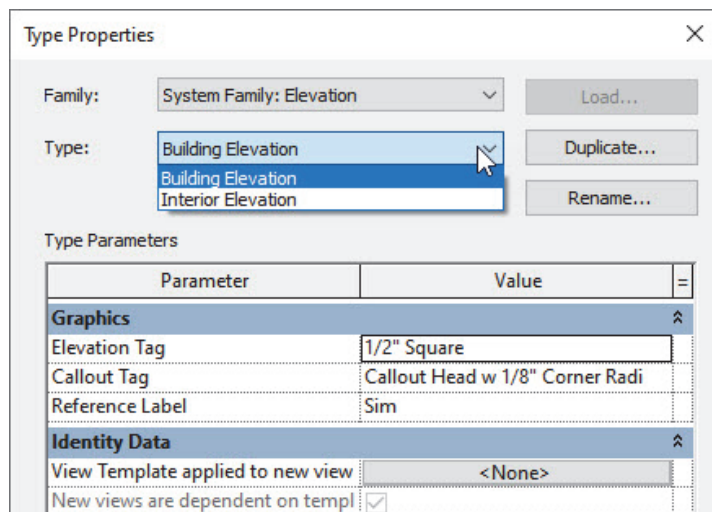 Type Properties
Family: System Family: Elevation Load...
Type: Building Elevation Duplicate...
Building Elevation
Interior Elevation Rename...
Type Parameters
Parameter Value =
Graphics
Elevation Tag 1/2" Square
Callout Tag Callout Head w 1/8" Corner Radi
Reference Label Sim
Identity Data
View Template applied to new view <None>
New views are dependent on templ